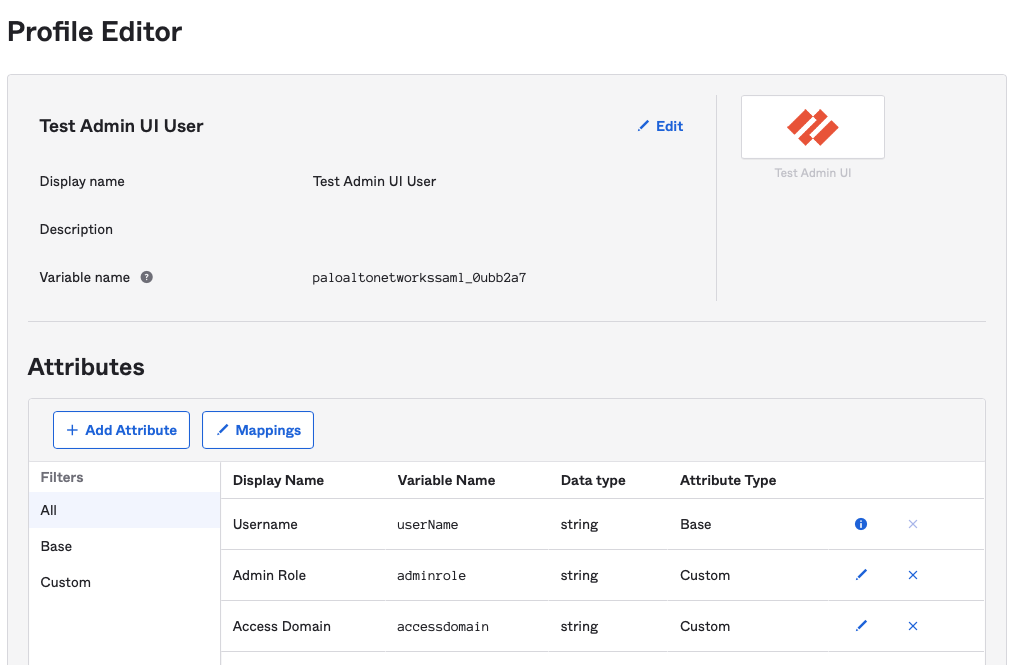 Profile Editor
Test Admin UI User
Edit
Test Admin UI
Display name Test Admin UI User
Description
Variable name ? paloaltonetworkssaml_0ubb2a7
Attributes
+ Add Attribute Mappings
Filters
All
Base
Custom
Display Name Variable Name Data type Attribute Type
Username userName string Base
Admin Role adminrole string Custom
Access Domain accessdomain string Custom